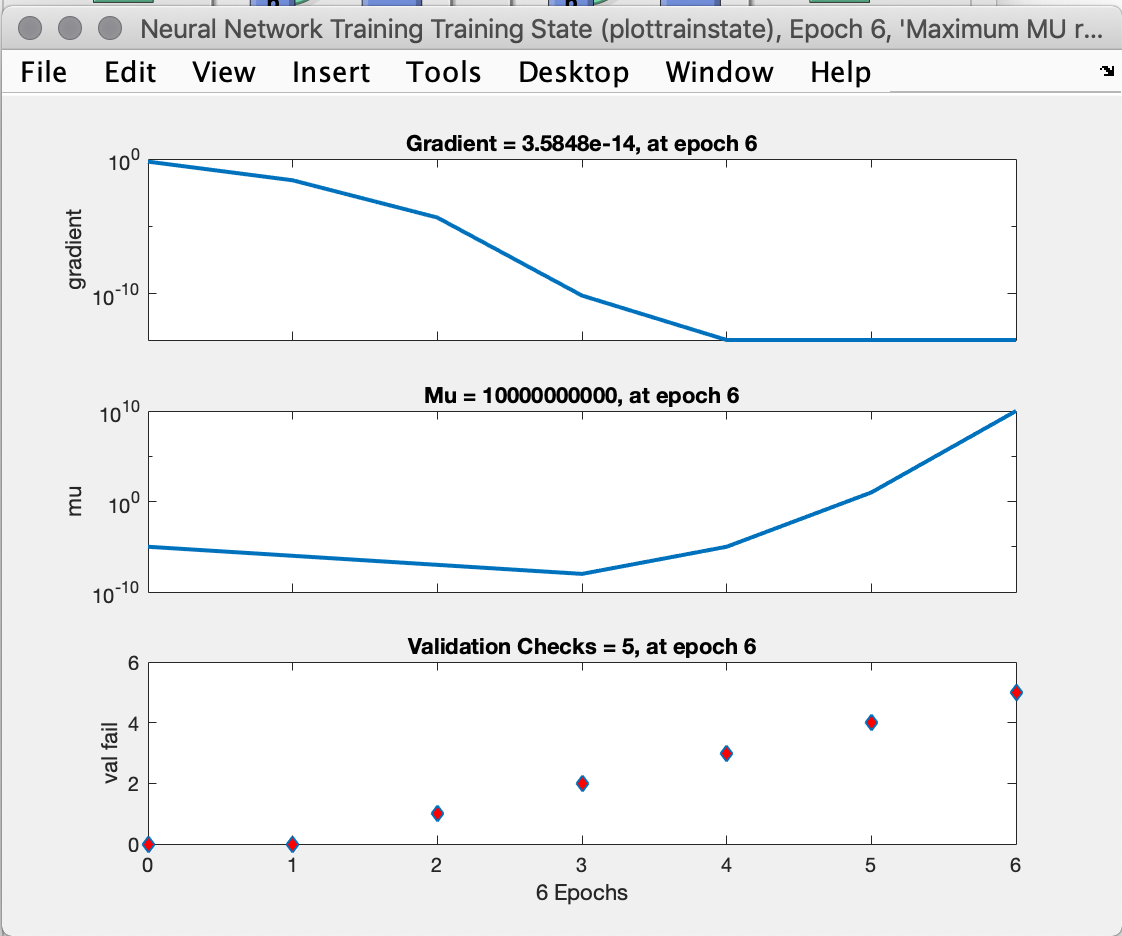 Neural Network Training Training State (plottrainstate), Epoch 6, 'Maximum MU r...
File Edit View Insert Tools Desktop Window Help
Gradient = 3.5848e-14, at epoch 6
10^0
gradient
10^-10
Mu = 10000000000, at epoch 6
10^10
mu
10^0
10^-10
Validation Checks = 5, at epoch 6
6
val fail
4
2
0
0 1 2 3 4 5 6
6 Epochs